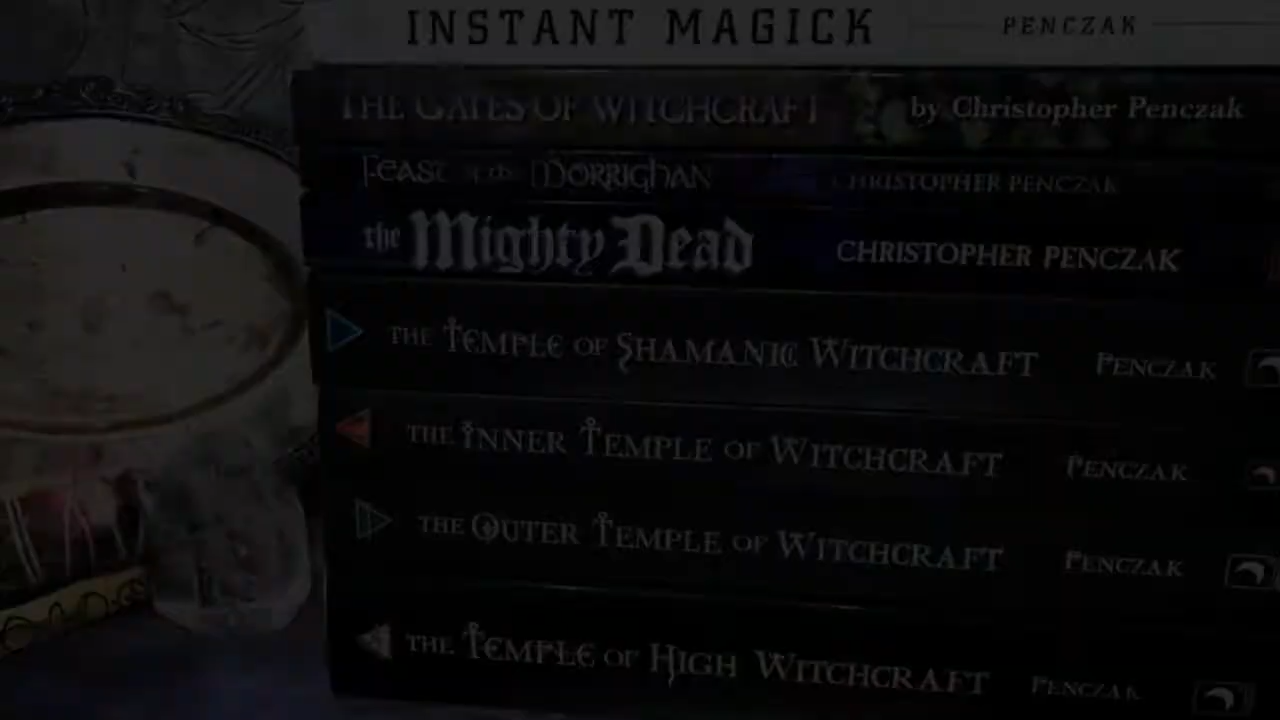 INSTANT MAGICK PENCZAK
THE GATES OF WITCHCRAFT by Christopher Penczak
FEAST MORRIGHAN CHRISTOPHER PENCZAK
the Mighty Dead CHRISTOPHER PENCZAK
THE TEMPLE OF SHAMANIC WITCHCRAFT PENCZAK
THE INNER TEMPLE OF WITCHCRAFT PENCZAK
THE OUTER TEMPLE OF WITCHCRAFT PENCZAK
THE TEMPLE OF HIGH WITCHCRAFT PENCZAK